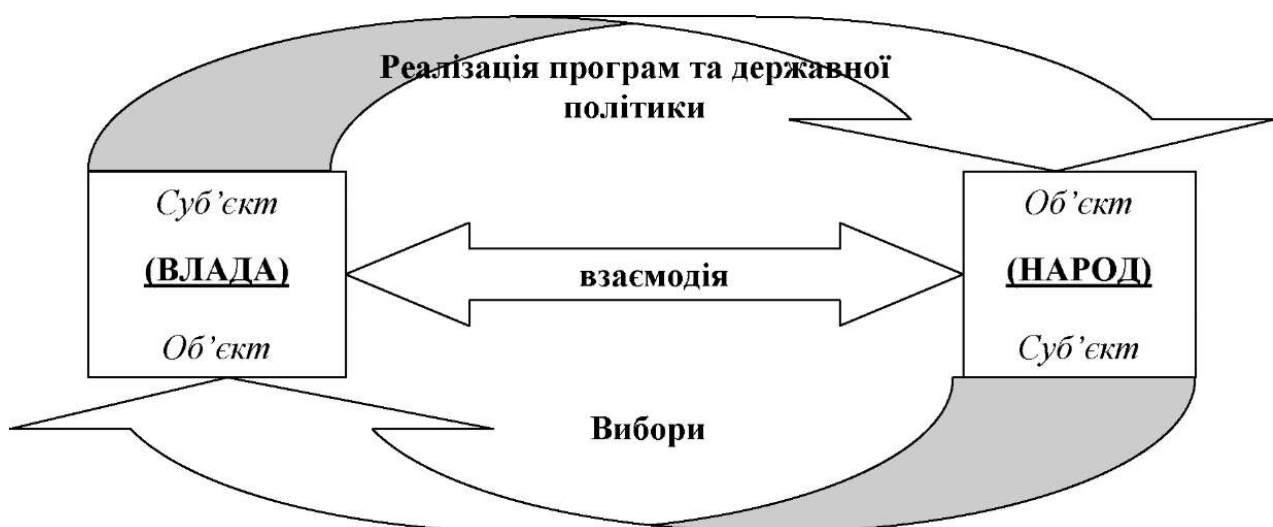 Реалізація програм та державної
політики
Суб’єкт
(ВЛАДА)
Об’єкт
взаємодія
Об’єкт
(НАРОД)
Суб’єкт
Вибори